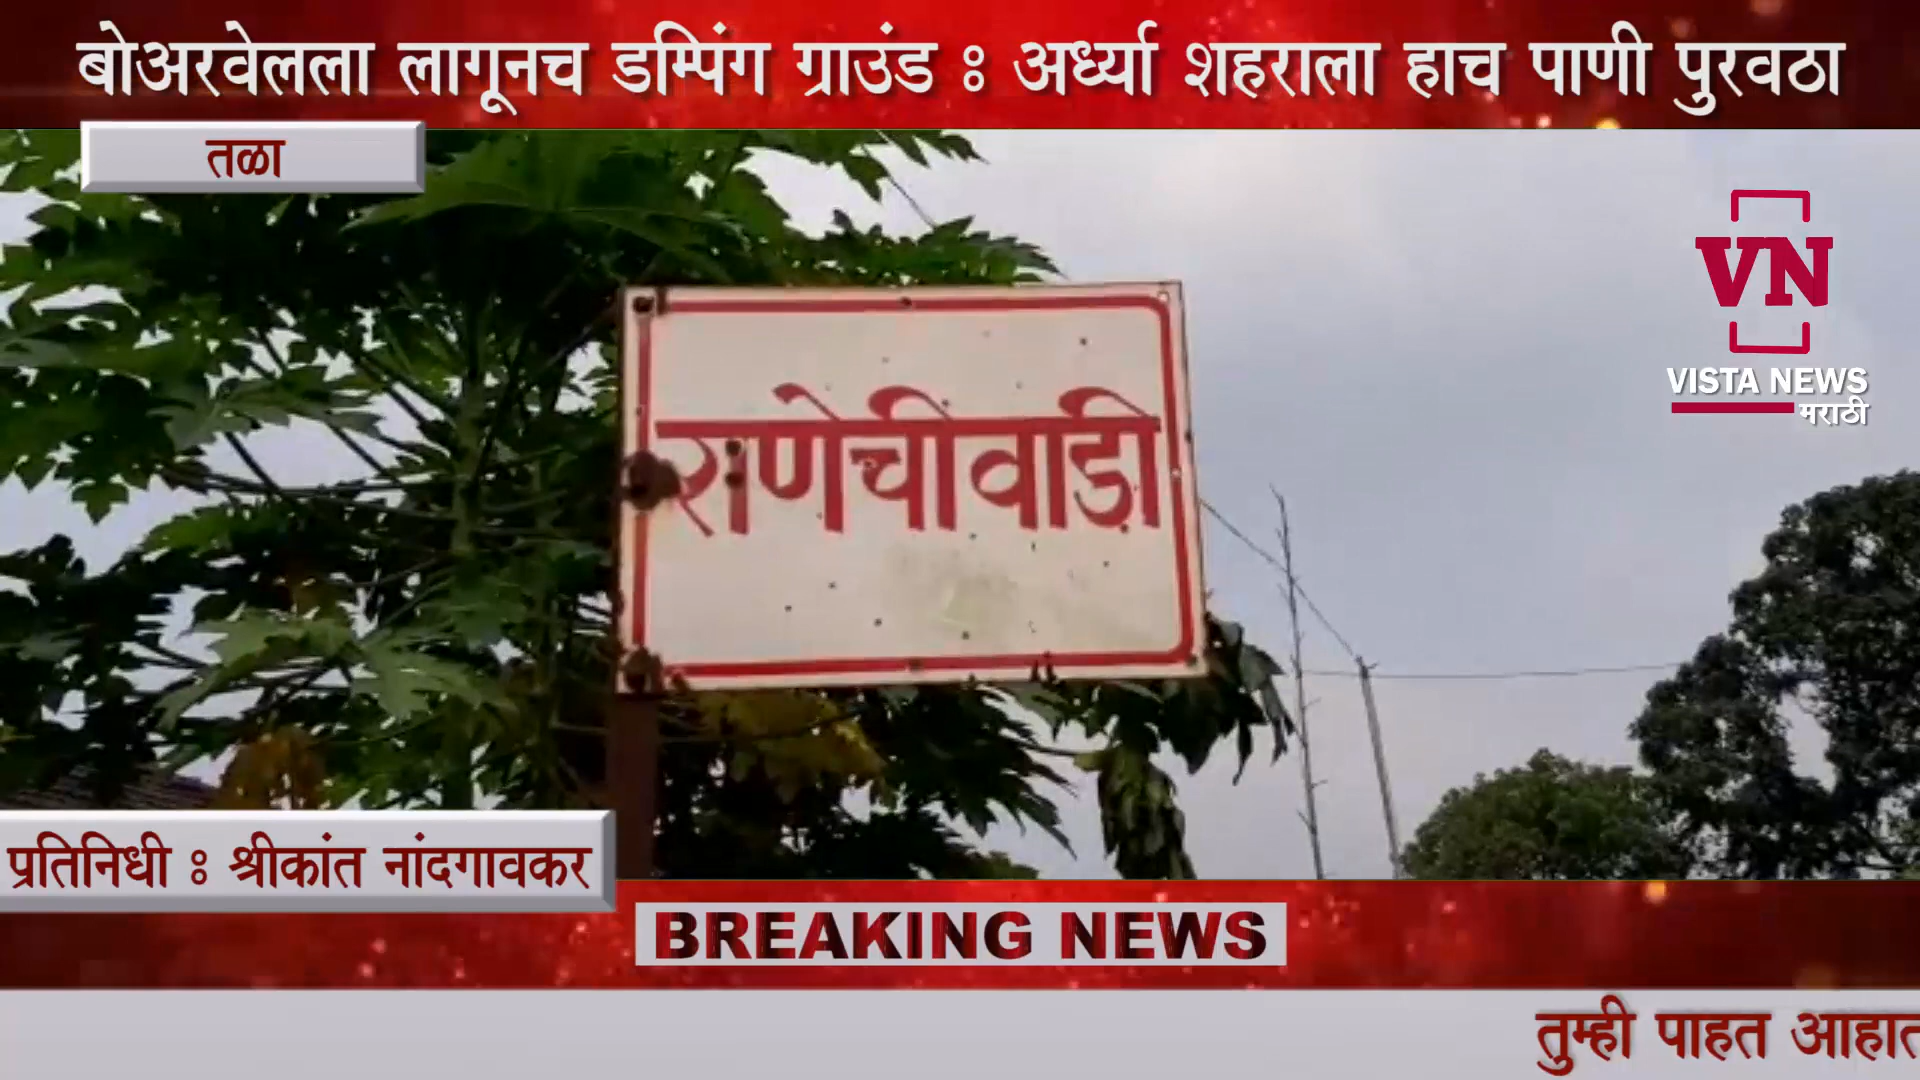 बोअरवेलला लागूनच डम्पिंग ग्राउंड : अर्ध्या शहराला हाच पाणी पुरवठा
तळा
VN
VISTA NEWS
मराठी
राणेचीवाडी
प्रतिनिधी : श्रीकांत नांदगावकर
BREAKING NEWS
तुम्ही पाहत आहात